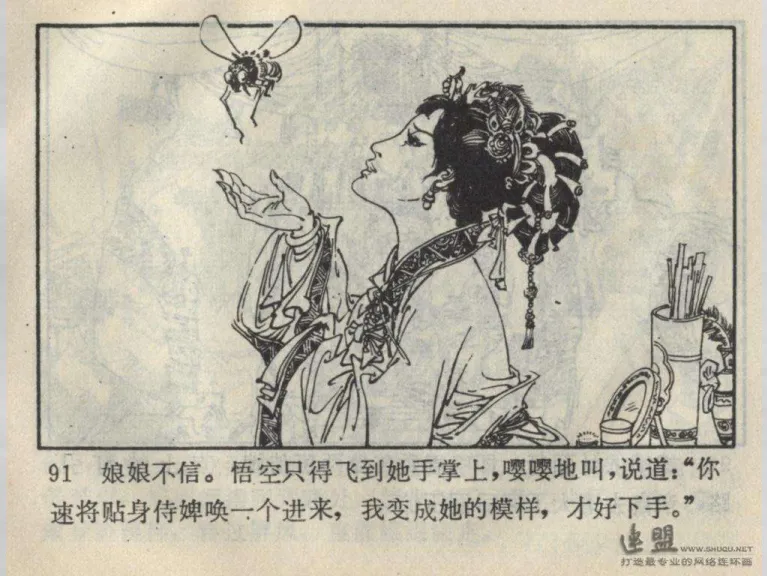 91 娘娘不信。悟空只得飞到她手掌上，嘤嘤地叫，说道：“你
速将贴身侍婢唤一个进来，我变成她的模样，才好下手。”
连盟 WWW.SHUQU.NET
打造最专业的网络连环画